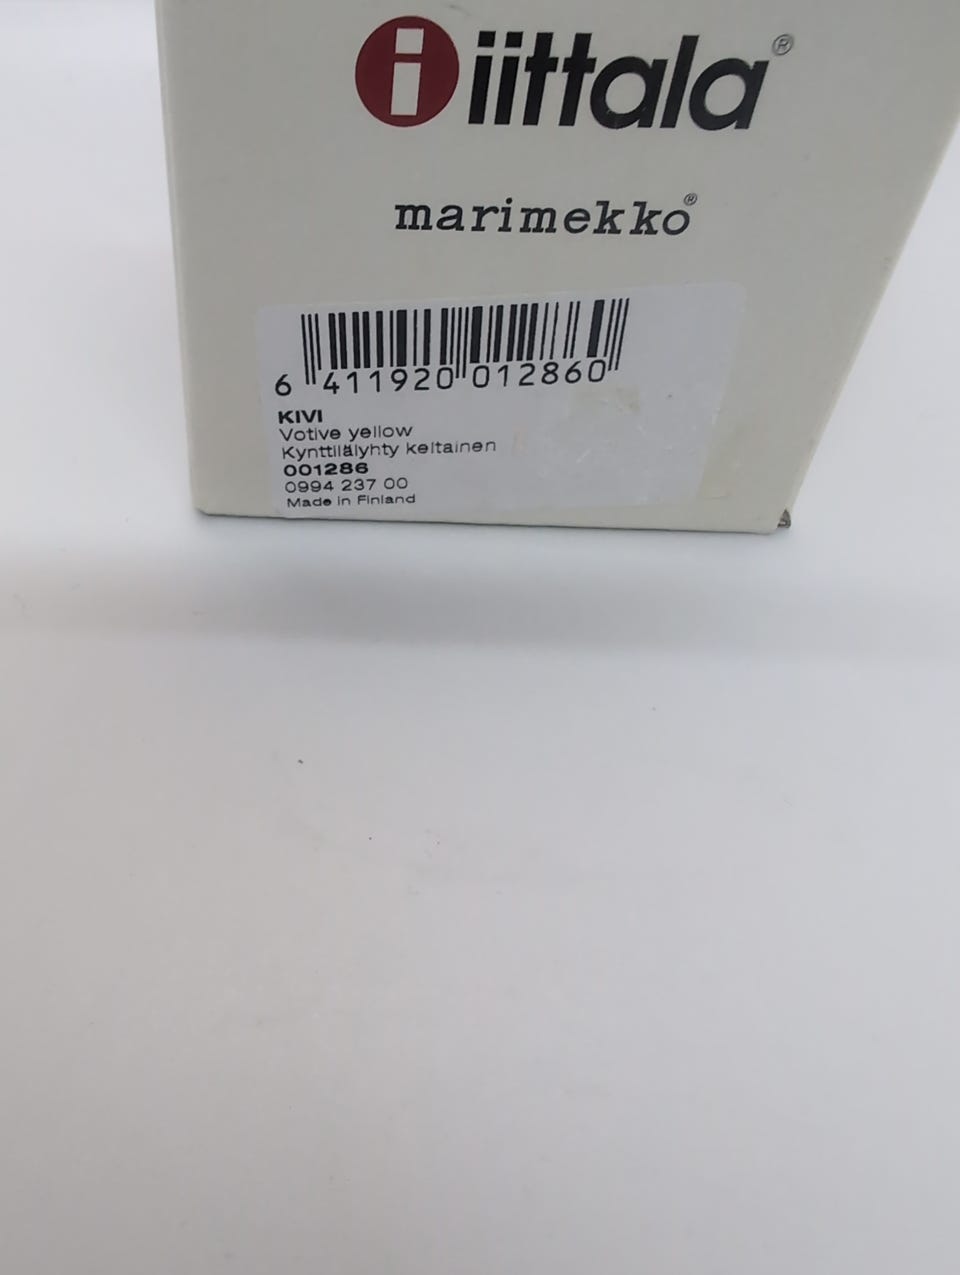 iittala®
marimekko®
6 411920 012860
KIVI
Votive yellow
Kynttilälyhty keltainen
001286
0994 237 00
Made in Finland